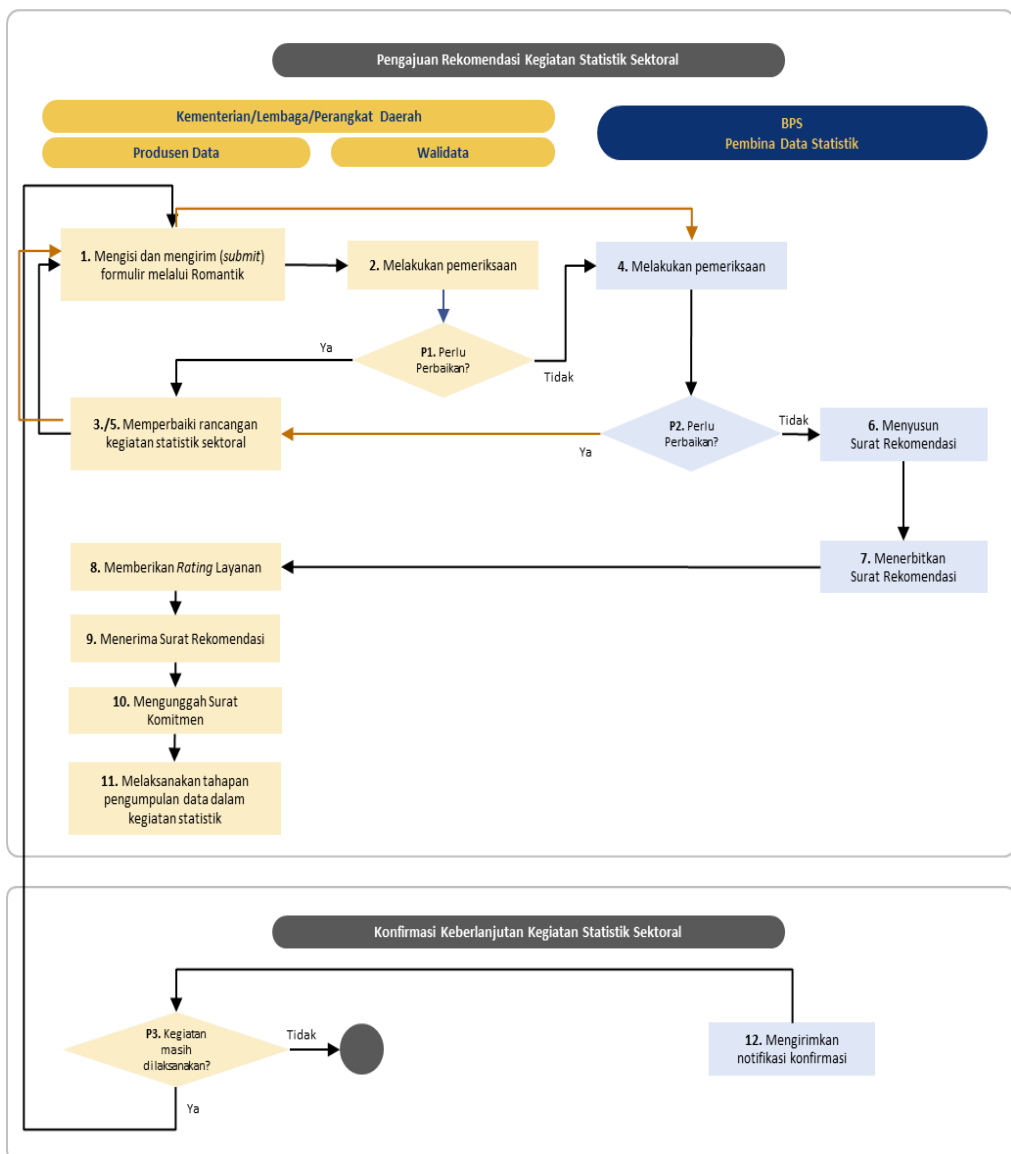 Pengajuan Rekomendasi Kegiatan Statistik Sektoral
Kementerian/Lembaga/Perangkat Daerah
BPS
Pembina Data Statistik
Produsen Data
Walidata
1. Mengisi dan mengirim (submit)
formulir melalui Romantik
2. Melakukan pemeriksaan
4. Melakukan pemeriksaan
P1. Perlu
Perbaikan?
Ya
Tidak
3./5. Memperbaiki rancangan
kegiatan statistik sektoral
P2. Perlu
Perbaikan?
Ya
Tidak
6. Menyusun
Surat Rekomendasi
7. Menerbitkan
Surat Rekomendasi
8. Memberikan Rating Layanan
9. Menerima Surat Rekomendasi
10. Mengunggah Surat
Komitmen
11. Melaksanakan tahapan
pengumpulan data dalam
kegiatan statistik
Konfirmasi Keberlanjutan Kegiatan Statistik Sektoral
P3. Kegiatan
masih
dilaksanakan?
Tidak
Ya
12. Mengirimkan
notifikasi konfirmasi